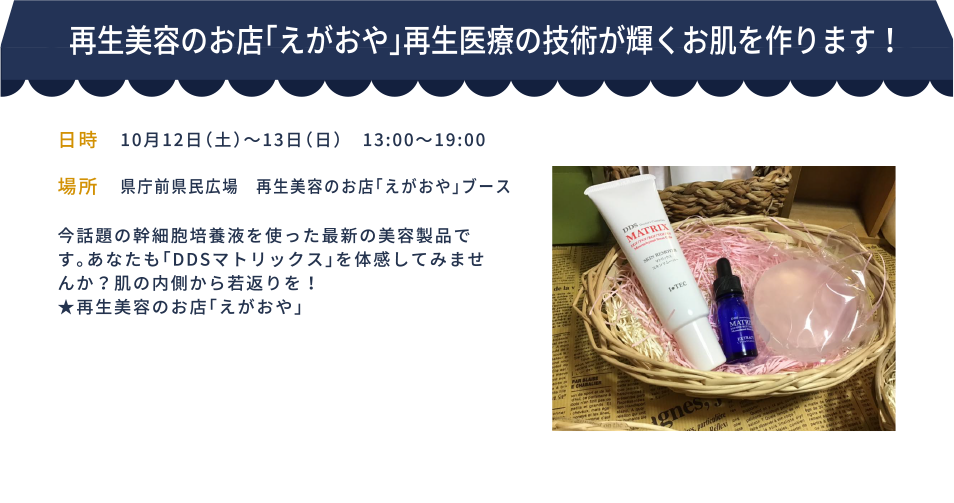 再生美容のお店「えがおや」再生医療の技術が輝くお肌を作ります！
日時　10月12日（土）～13日（日）　13:00～19:00
場所　県庁前県民広場　再生美容のお店「えがおや」ブース
今話題の幹細胞培養液を使った最新の美容製品で
す。あなたも「DDSマトリックス」を体感してみませ
んか？肌の内側から若返りを！
★再生美容のお店「えがおや」
DDS
MATRIX
I•TEC
MATRIX
EXTRACT
agnes,
Réflex!